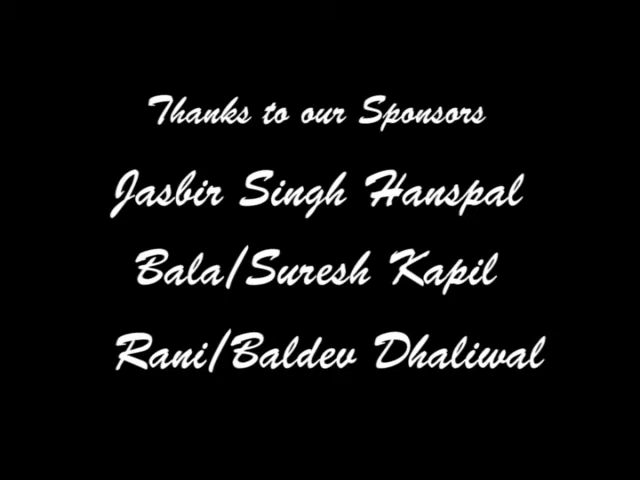 Thanks to our Sponsors
Jasbir Singh Hanspal
Bala/Suresh Kapil
Rani/Baldev Dhaliwal